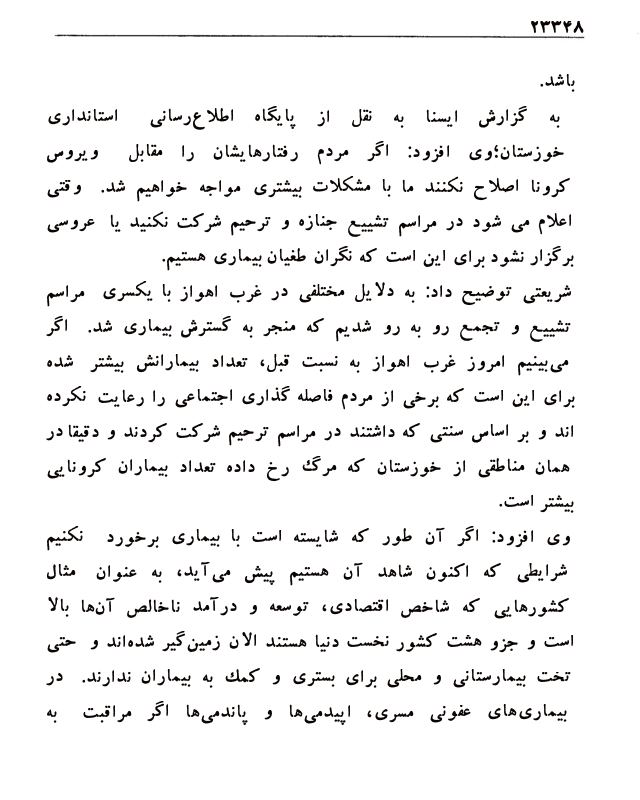 ۲۳۳۴۸
باشد.
به گزارش ایسنا به نقل از پایگاه اطلاع‌رسانی استانداری
خوزستان؛وی افزود: اگر مردم رفتارهایشان را مقابل ویروس
کرونا اصلاح نکنند ما با مشکلات بیشتری مواجه خواهیم شد. وقتی
اعلام می شود در مراسم تشییع جنازه و ترحیم شرکت نکنید یا عروسی
برگزار نشود برای این است که نگران طغیان بیماری هستیم.
شریعتی توضیح داد: به دلایل مختلفی در غرب اهواز با یکسری مراسم
تشییع و تجمع رو به رو شدیم که منجر به گسترش بیماری شد. اگر
می‌بینیم امروز غرب اهواز به نسبت قبل، تعداد بیمارانش بیشتر شده
برای این است که برخی از مردم فاصله گذاری اجتماعی را رعایت نکرده
اند و بر اساس سنتی که داشتند در مراسم ترحیم شرکت کردند و دقیقا در
همان مناطقی از خوزستان که مرگ رخ داده تعداد بیماران کرونایی
بیشتر است.
وی افزود: اگر آن طور که شایسته است با بیماری برخورد نکنیم
شرایطی که اکنون شاهد آن هستیم پیش می‌آید، به عنوان مثال
کشورهایی که شاخص اقتصادی، توسعه و درآمد ناخالص آن‌ها بالا
است و جزو هشت کشور نخست دنیا هستند الان زمین‌گیر شده‌اند و حتی
تخت بیمارستانی و محلی برای بستری و کمک به بیماران ندارند. در
بیماری‌های عفونی مسری، اپیدمی‌ها و پاندمی‌ها اگر مراقبت به